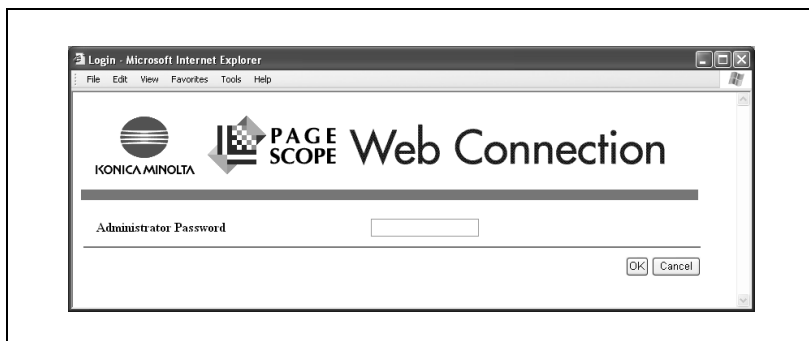 Login - Microsoft Internet Explorer
File Edit View Favorites Tools Help
KONICA MINOLTA
PAGE SCOPE Web Connection
Administrator Password
OK Cancel